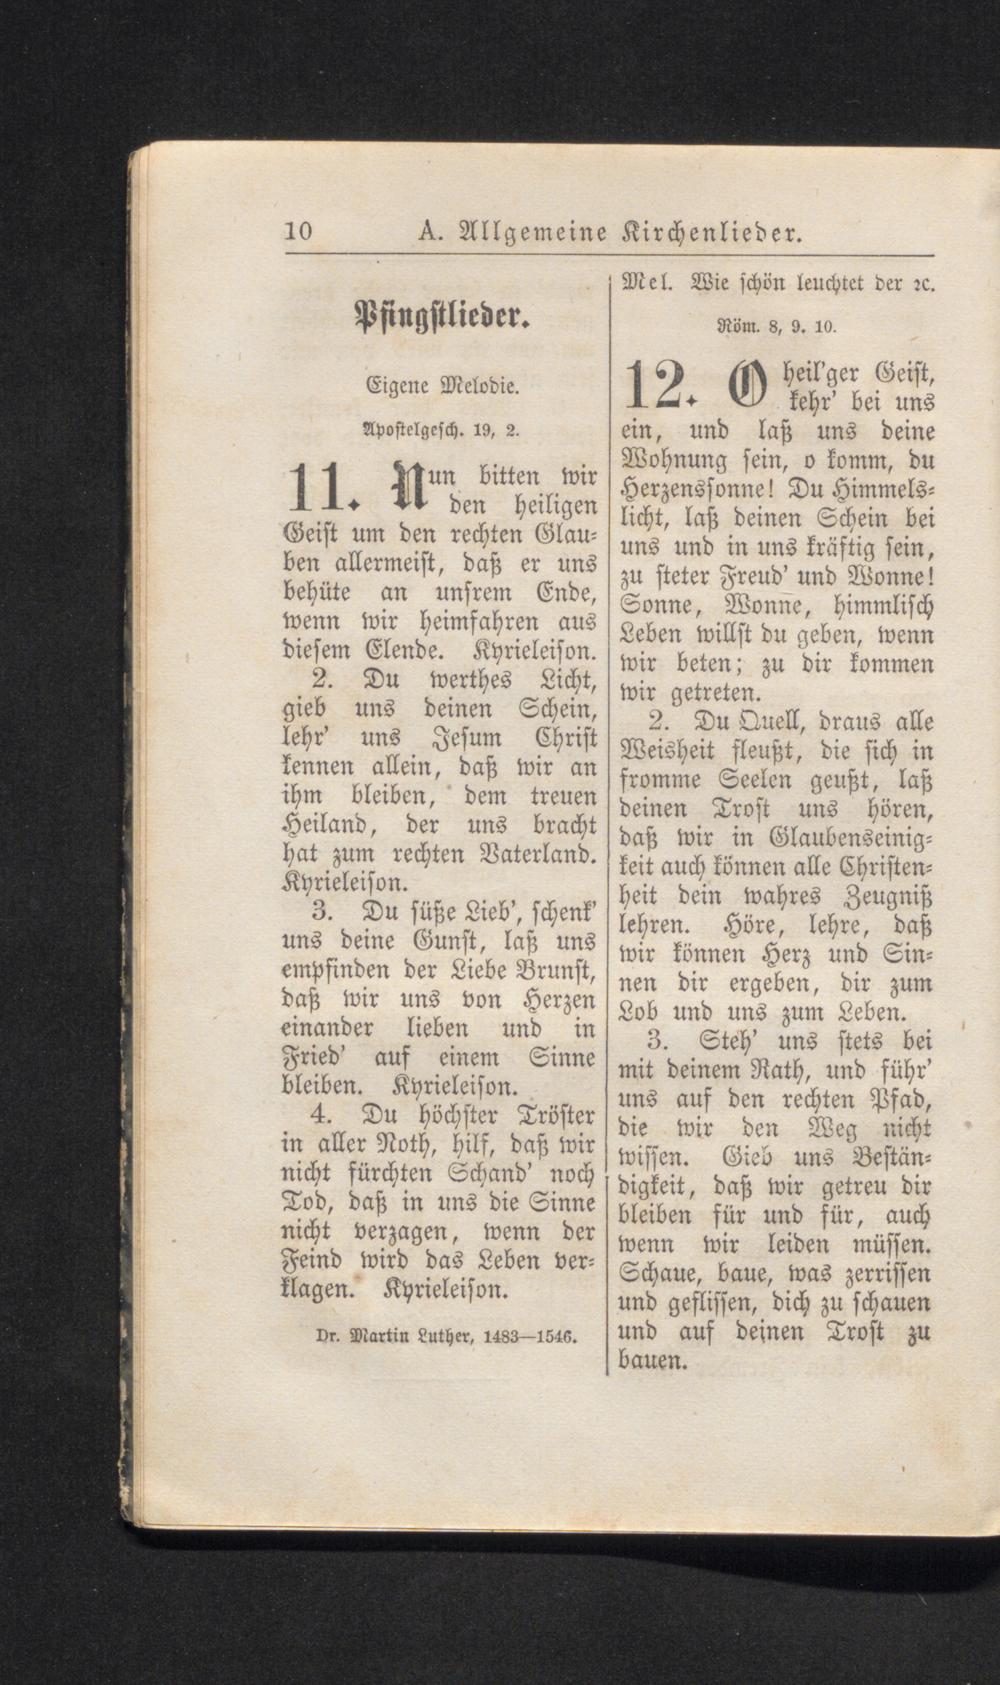 10 A. Allgemeine Kirchenlieder.
Pfingstlieder.
Eigene Melodie.
Apostelgesch. 19, 2.
11. Nun bitten wir
den heiligen
Geist um den rechten Glau-
ben allermeist, daß er uns
behüte an unsrem Ende,
wenn wir heimfahren aus
diesem Elende. Kyrieleison.
2. Du werthes Licht,
gieb uns deinen Schein,
lehr' uns Jesum Christ
kennen allein, daß wir an
ihm bleiben, dem treuen
Heiland, der uns bracht
hat zum rechten Vaterland.
Kyrieleison.
3. Du süße Lieb', schenk'
uns deine Gunst, laß uns
empfinden der Liebe Brunst,
daß wir uns von Herzen
einander lieben und in
Fried' auf einem Sinne
bleiben. Kyrieleison.
4. Du höchster Tröster
in aller Noth, hilf, daß wir
nicht fürchten Schand' noch
Tod, daß in uns die Sinne
nicht verzagen, wenn der
Feind wird das Leben ver-
klagen. Kyrieleison.
Dr. Martin Luther, 1483—1546.
Mel. Wie schön leuchtet der ꝛc.
Röm. 8, 9. 10.
12. O heil'ger Geist,
kehr' bei uns
ein, und laß uns deine
Wohnung sein, o komm, du
Herzenssonne! Du Himmels-
licht, laß deinen Schein bei
uns und in uns kräftig sein,
zu steter Freud' und Wonne!
Sonne, Wonne, himmlisch
Leben willst du geben, wenn
wir beten; zu dir kommen
wir getreten.
2. Du Quell, draus alle
Weisheit fleußt, die sich in
fromme Seelen geußt, laß
deinen Trost uns hören,
daß wir in Glaubenseinig-
keit auch können alle Christen-
heit dein wahres Zeugniß
lehren. Höre, lehre, daß
wir können Herz und Sin-
nen dir ergeben, dir zum
Lob und uns zum Leben.
3. Steh' uns stets bei
mit deinem Rath, und führ'
uns auf den rechten Pfad,
die wir den Weg nicht
wissen. Gieb uns Bestän-
digkeit, daß wir getreu dir
bleiben für und für, auch
wenn wir leiden müssen.
Schaue, baue, was zerrissen
und geflissen, dich zu schauen
und auf deinen Trost zu
bauen.